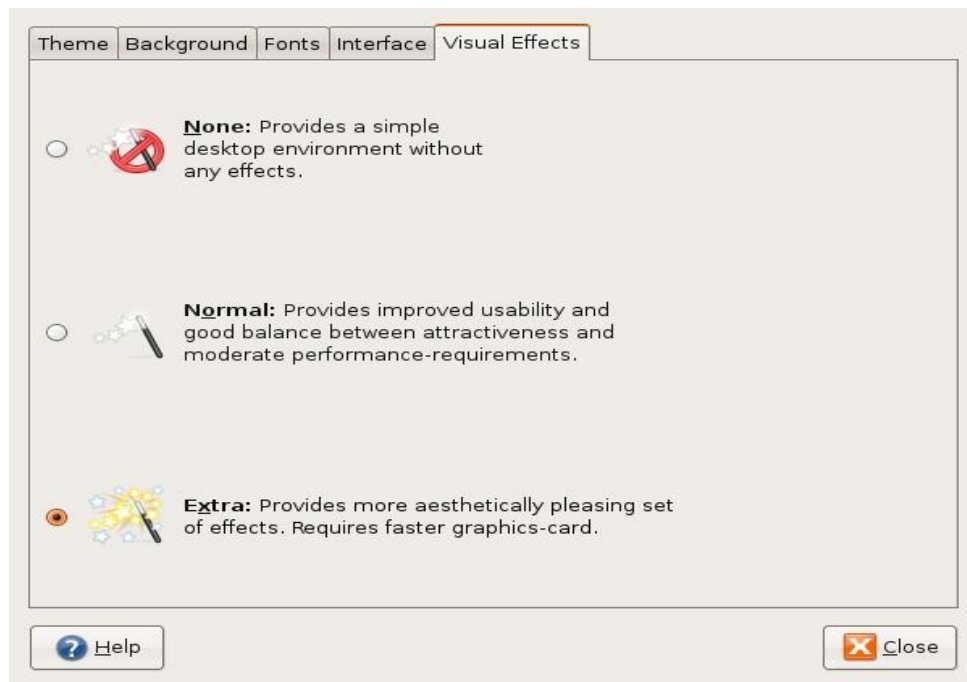 Theme Background Fonts Interface Visual Effects
None: Provides a simple
desktop environment without
any effects.
Normal: Provides improved usability and
good balance between attractiveness and
moderate performance-requirements.
Extra: Provides more aesthetically pleasing set
of effects. Requires faster graphics-card.
Help Close